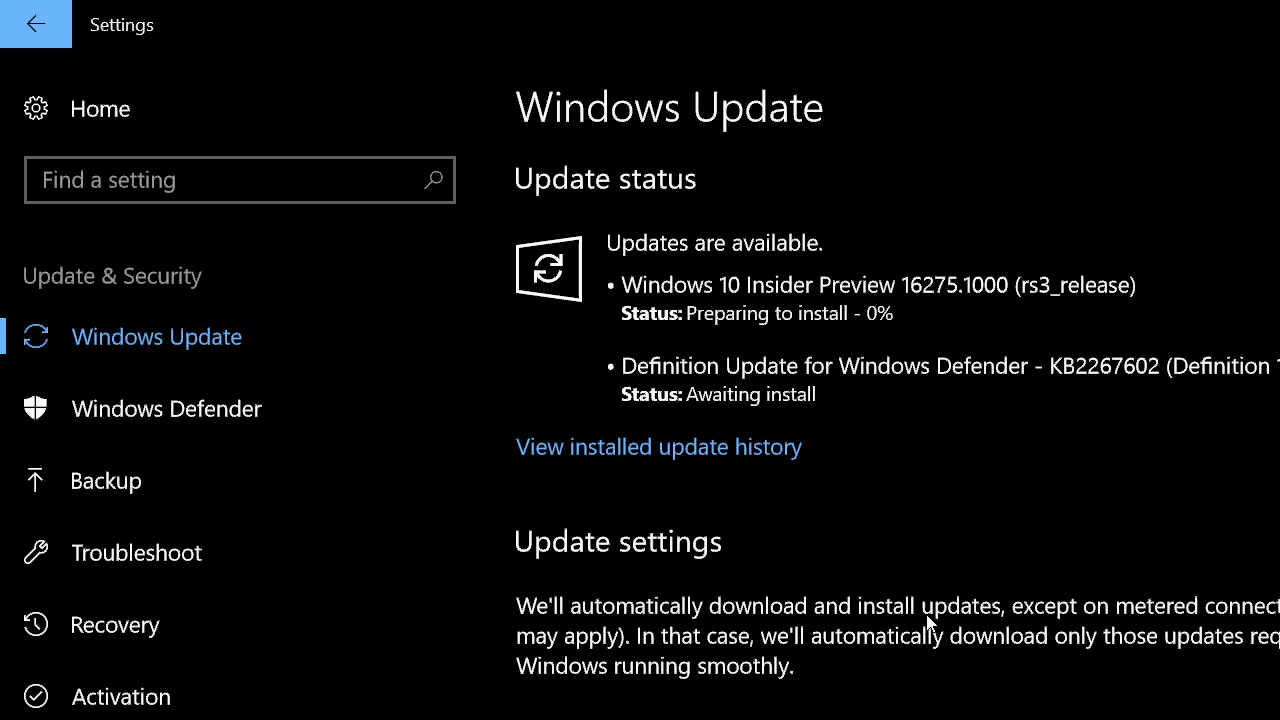 Settings
Home
Find a setting
Update & Security
Windows Update
Windows Defender
Backup
Troubleshoot
Recovery
Activation
Windows Update
Update status
Updates are available.
• Windows 10 Insider Preview 16275.1000 (rs3_release)
Status: Preparing to install - 0%
• Definition Update for Windows Defender - KB2267602 (Definition
Status: Awaiting install
View installed update history
Update settings
We'll automatically download and install updates, except on metered connect
may apply). In that case, we'll automatically download only those updates req
Windows running smoothly.